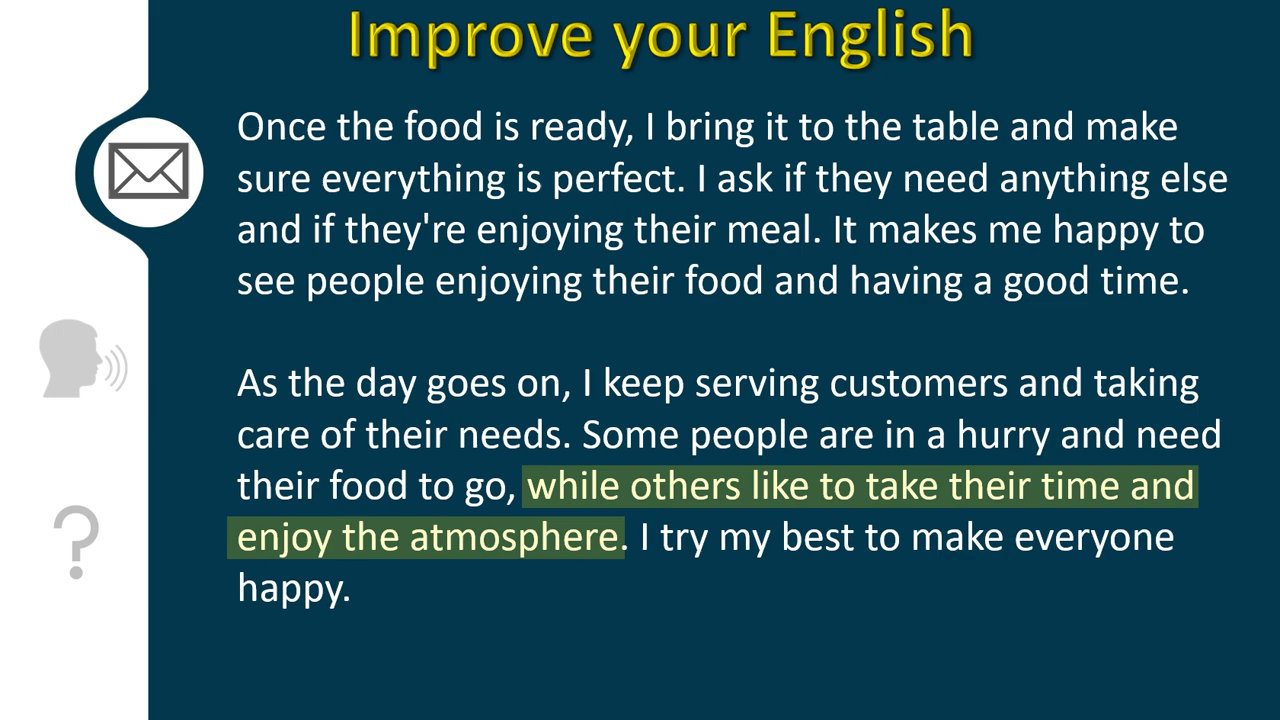 Improve your English
Once the food is ready, I bring it to the table and make
sure everything is perfect. I ask if they need anything else
and if they're enjoying their meal. It makes me happy to
see people enjoying their food and having a good time.
As the day goes on, I keep serving customers and taking
care of their needs. Some people are in a hurry and need
their food to go, while others like to take their time and
enjoy the atmosphere. I try my best to make everyone
happy.
?